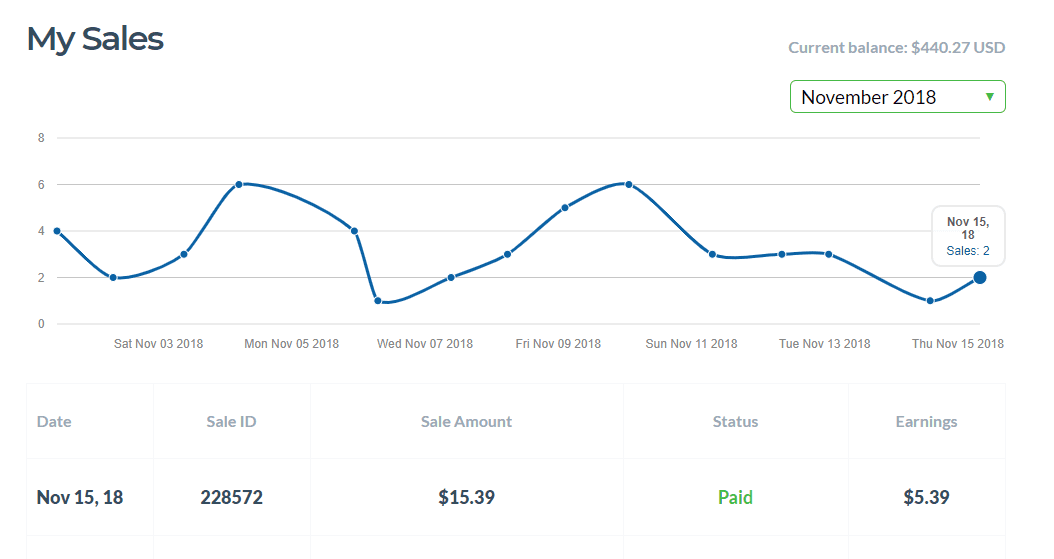 My Sales
Current balance: $440.27 USD
November 2018
8
6
4
2
0
Nov 15,
18
Sales: 2
Sat Nov 03 2018 Mon Nov 05 2018 Wed Nov 07 2018 Fri Nov 09 2018 Sun Nov 11 2018 Tue Nov 13 2018 Thu Nov 15 2018
Date Sale ID Sale Amount Status Earnings
Nov 15, 18 228572 $15.39 Paid $5.39